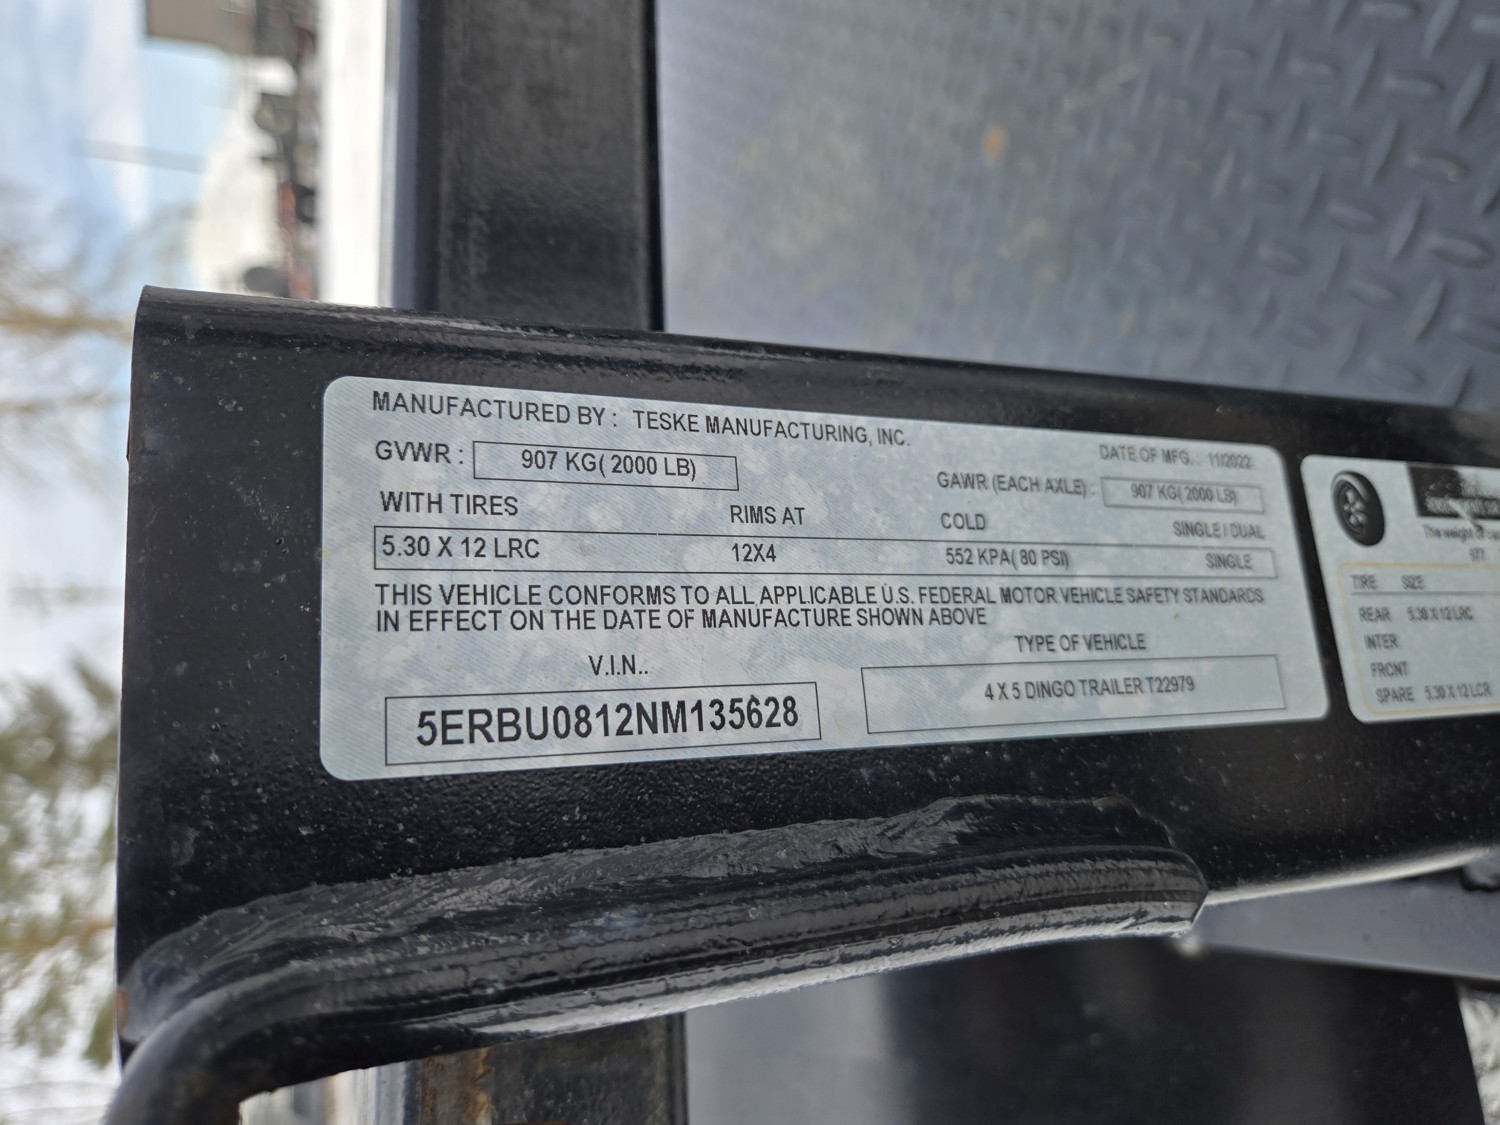 MANUFACTURED BY : TESKE MANUFACTURING, INC.
DATE OF MFG. : 11/2022
GVWR : 907 KG( 2000 LB)
GAWR (EACH AXLE) : 907 KG( 2000 LB)
WITH TIRES RIMS AT COLD SINGLE / DUAL
5.30 X 12 LRC 12X4 552 KPA( 80 PSI) SINGLE
THIS VEHICLE CONFORMS TO ALL APPLICABLE U.S. FEDERAL MOTOR VEHICLE SAFETY STANDARDS
IN EFFECT ON THE DATE OF MANUFACTURE SHOWN ABOVE
V.I.N..
5ERBU0812NM135628
TYPE OF VEHICLE
4 X 5 DINGO TRAILER T22979
The weight of
TIRE SIZE
REAR 5.30 X 12 LRC
INTER
FRONT
SPARE 5.30 X 12 LCR